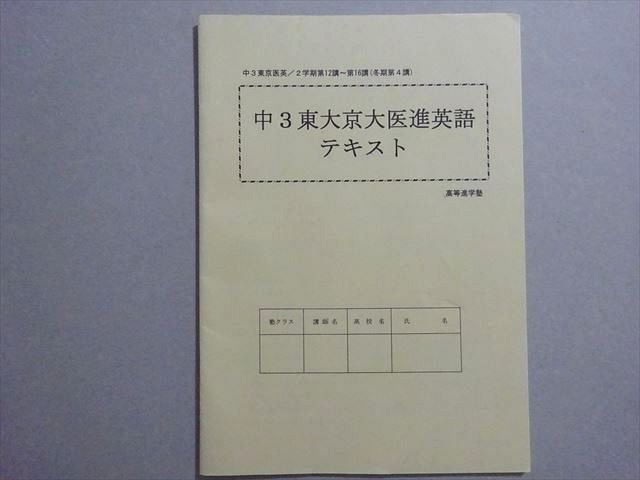 中３東京医英／２学期第12講～第16講(冬期第４講)
中３東大京大医進英語
テキスト
高等進学塾
塾クラス 講師名 高校名 氏名